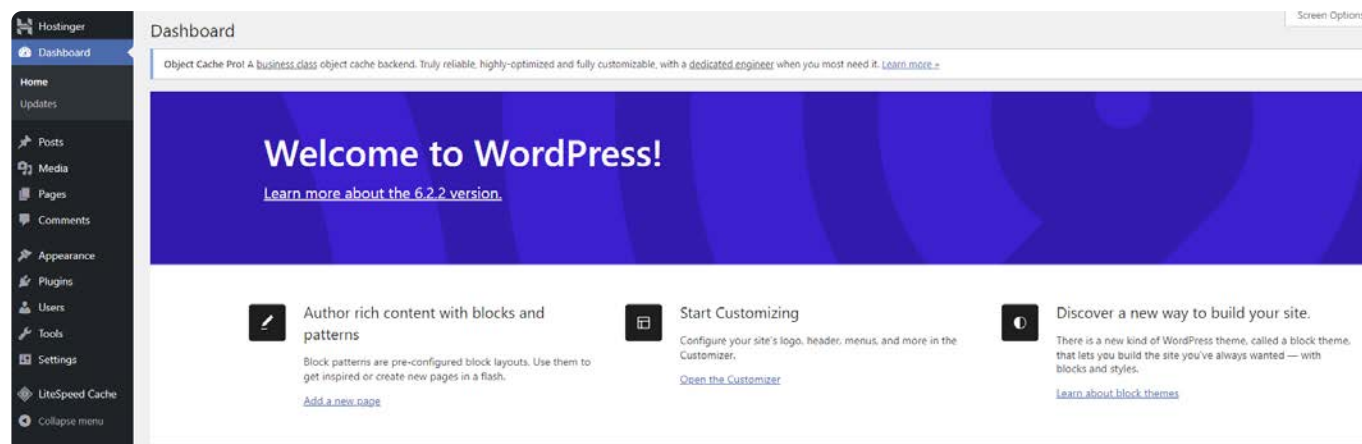 Hostinger
Dashboard
Home
Updates
Posts
Media
Pages
Comments
Appearance
Plugins
Users
Tools
Settings
LiteSpeed Cache
Collapse menu
Screen Options
Dashboard
Object Cache Pro! A business class object cache backend. Truly reliable, highly-optimized and fully customizable, with a dedicated engineer when you most need it. Learn more »
Welcome to WordPress!
Learn more about the 6.2.2 version.
Author rich content with blocks and
patterns
Block patterns are pre-configured block layouts. Use them to
get inspired or create new pages in a flash.
Add a new page
Start Customizing
Configure your site's logo, header, menus, and more in the
Customizer.
Open the Customizer
Discover a new way to build your site.
There is a new kind of WordPress theme, called a block theme,
that lets you build the site you've always wanted — with
blocks and styles.
Learn about block themes